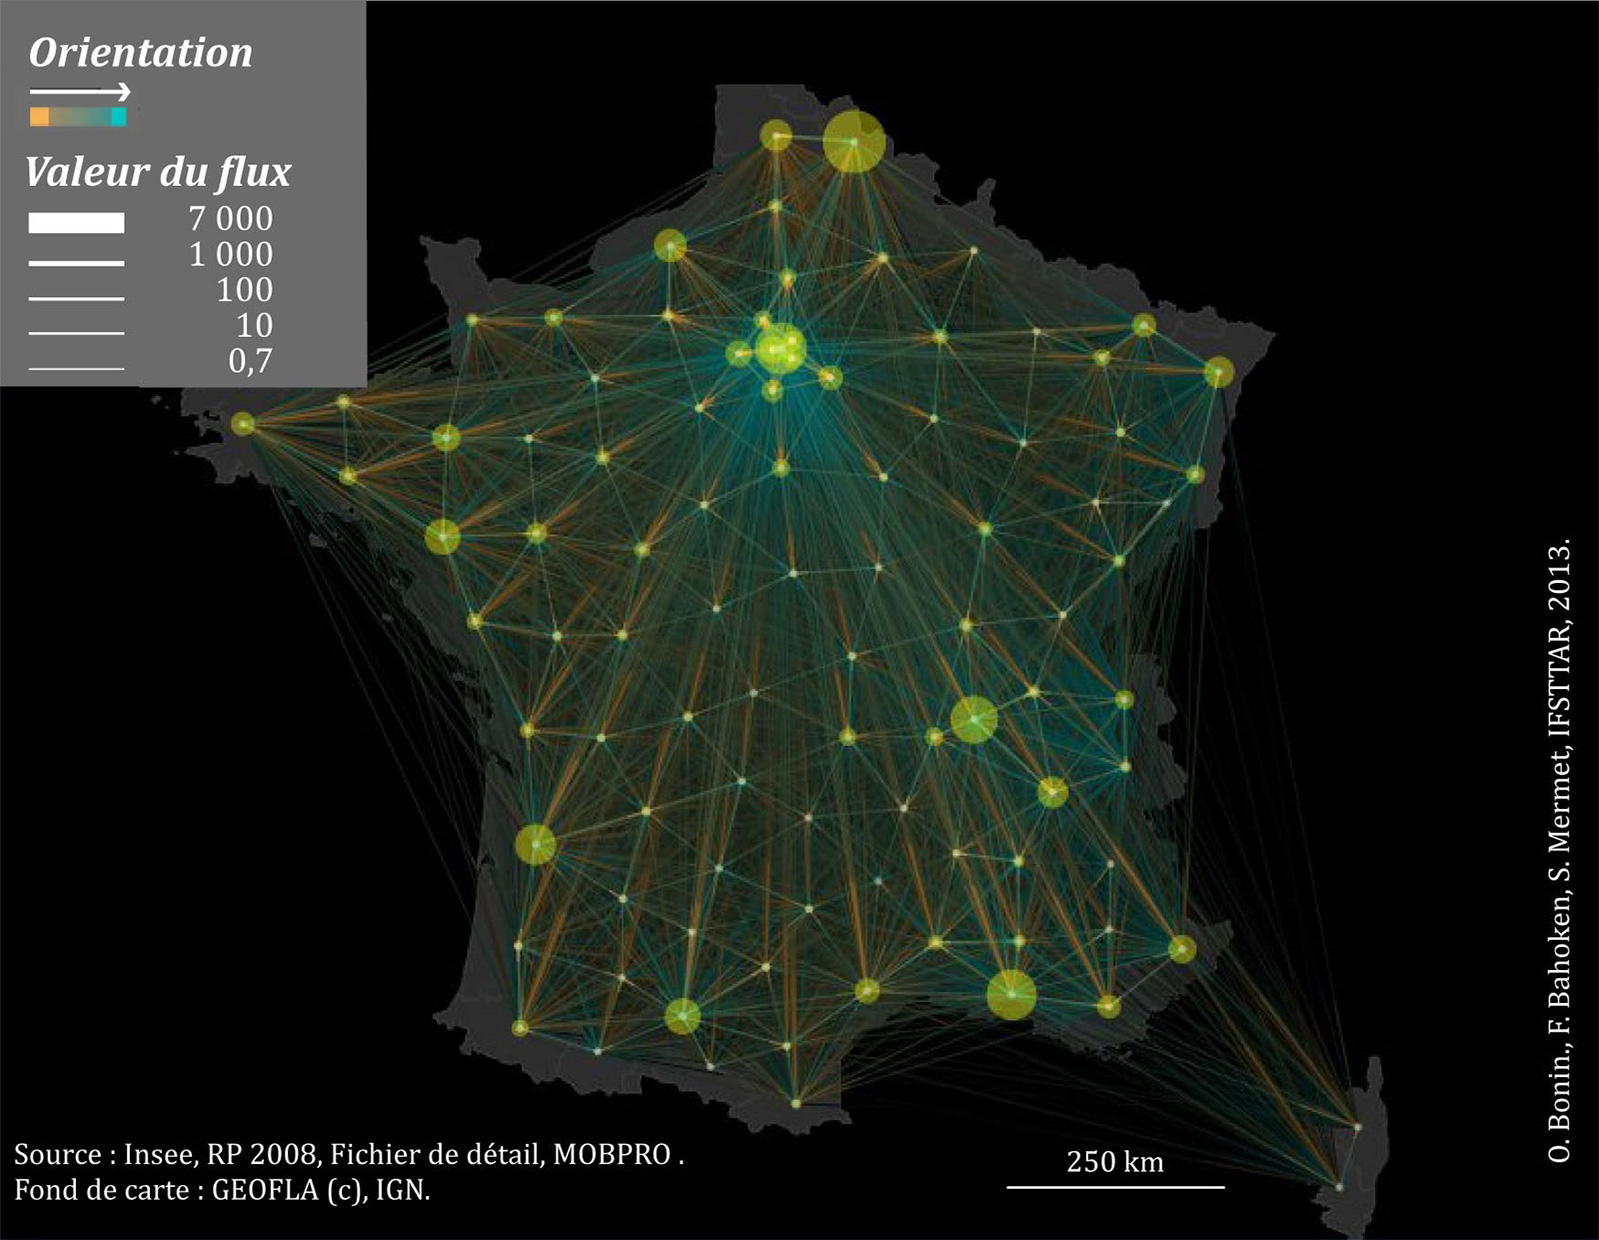 Orientation
Valeur du flux
7 000
1 000
100
10
0,7
O. Bonin., F. Bahoken, S. Mermet, IFSTTAR, 2013.
Source : Insee, RP 2008, Fichier de détail, MOBPRO .
Fond de carte : GEOFLA (c), IGN.
250 km